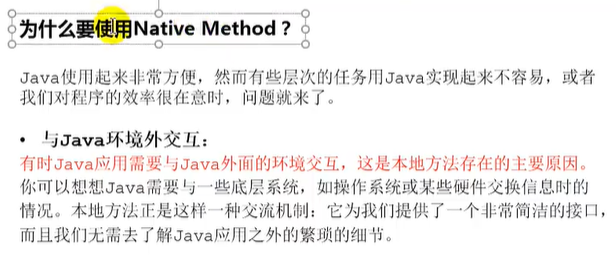 为什么要使用Native Method？
Java使用起来非常方便，然而有些层次的任务用Java实现起来不容易，或者
我们对程序的效率很在意时，问题就来了。
• 与Java环境外交互：
有时Java应用需要与Java外面的环境交互，这是本地方法存在的主要原因。
你可以想想Java需要与一些底层系统，如操作系统或某些硬件交换信息时的
情况。本地方法正是这样一种交流机制：它为我们提供了一个非常简洁的接口，
而且我们无需去了解Java应用之外的繁琐的细节。